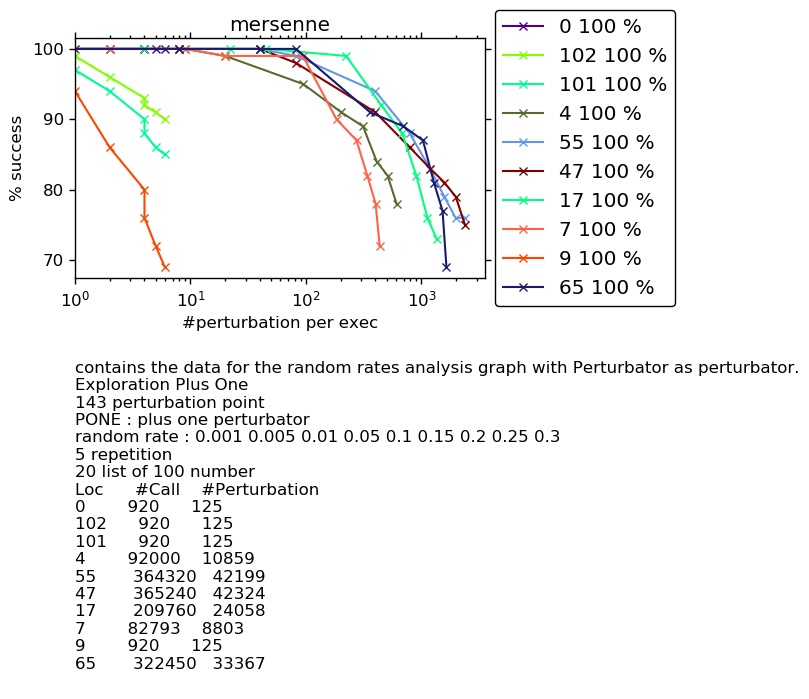 mersenne
100
90
80
70
% success
10^0
10^1
10^2
10^3
#perturbation per exec
0 100 %
102 100 %
101 100 %
4 100 %
55 100 %
47 100 %
17 100 %
7 100 %
9 100 %
65 100 %
contains the data for the random rates analysis graph with Perturbator as perturbator.
Exploration Plus One
143 perturbation point
PONE : plus one perturbator
random rate : 0.001 0.005 0.01 0.05 0.1 0.15 0.2 0.25 0.3
5 repetition
20 list of 100 number
Loc #Call #Perturbation
0 920 125
102 920 125
101 920 125
4 92000 10859
55 364320 42199
47 365240 42324
17 209760 24058
7 82793 8803
9 920 125
65 322450 33367